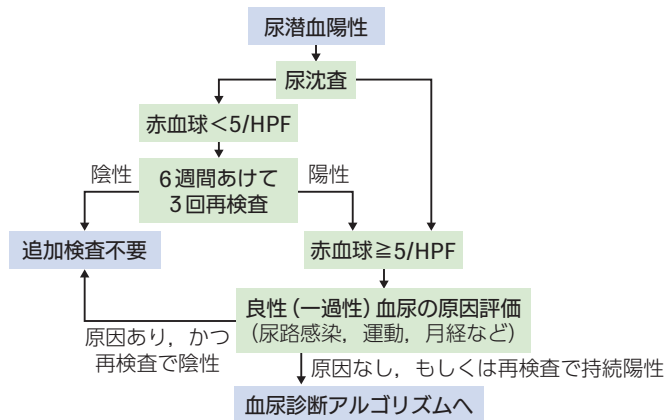 尿潜血陽性
尿沈査
赤血球＜5/HPF
陰性
6週間あけて
3回再検査
陽性
追加検査不要
赤血球≧5/HPF
良性（一過性）血尿の原因評価
（尿路感染，運動，月経など）
原因あり，かつ
再検査で陰性
原因なし，もしくは再検査で持続陽性
血尿診断アルゴリズムへ